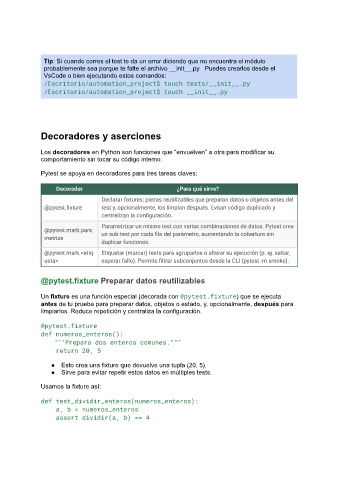 Tip: Si cuando corres el test te da un error diciendo que no encuentra el módulo
probablemente sea porque te falte el archivo __init__.py Puedes crearlos desde el
VsCode o bien ejecutando estos comandos:
/Escritorio/automation_project$ touch tests/__init__.py
/Escritorio/automation_project$ touch __init__.py
Decoradores y aserciones
Los decoradores en Python son funciones que "envuelven" a otra para modificar su
comportamiento sin tocar su código interno.
Pytest se apoya en decoradores para tres tareas claves:
Decorador ¿Para qué sirve?
@pytest.fixture
Declarar fixtures: piezas reutilizables que preparan datos u objetos antes del
test y, opcionalmente, los limpian después. Evitan código duplicado y
centralizan la configuración.
@pytest.mark.para
metrize
Parametrizar un mismo test con varias combinaciones de datos. Pytest crea
un sub-test por cada fila del parámetro, aumentando la cobertura sin
duplicar funciones.
@pytest.mark.<etiq
ueta>
Etiquetar (marcar) tests para agruparlos o alterar su ejecución (p. ej. saltar,
esperar fallo). Permite filtrar subconjuntos desde la CLI (pytest -m smoke).
@pytest.fixture Preparar datos reutilizables
Un fixture es una función especial (decorada con @pytest.fixture) que se ejecuta
antes de tu prueba para preparar datos, objetos o estado, y, opcionalmente, después para
limpiarlos. Reduce repetición y centraliza la configuración.
@pytest.fixture
def numeros_enteros():
"""Prepara dos enteros comunes."""
return 20, 5
● Esto crea una fixture que devuelve una tupla (20, 5).
● Sirve para evitar repetir estos datos en múltiples tests.
Usamos la fixture así:
def test_dividir_enteros(numeros_enteros):
a, b = numeros_enteros
assert dividir(a, b) == 4